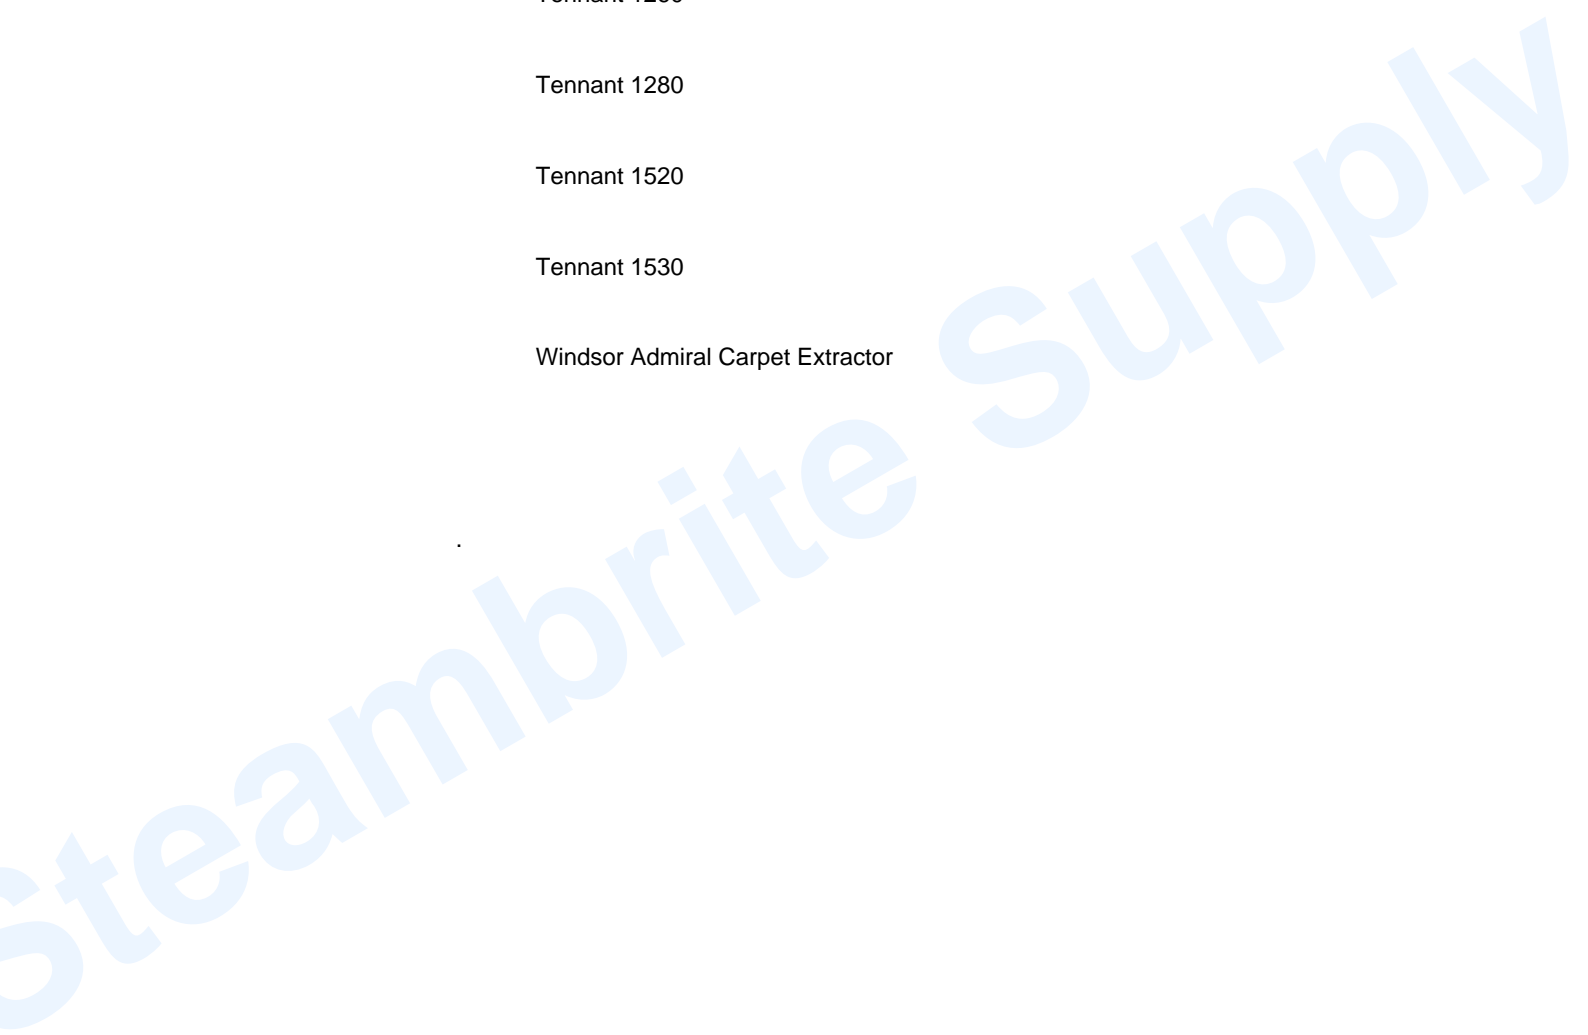 Tennant 1280
Tennant 1520
Tennant 1530
Windsor Admiral Carpet Extractor
.
Steambrite Supply